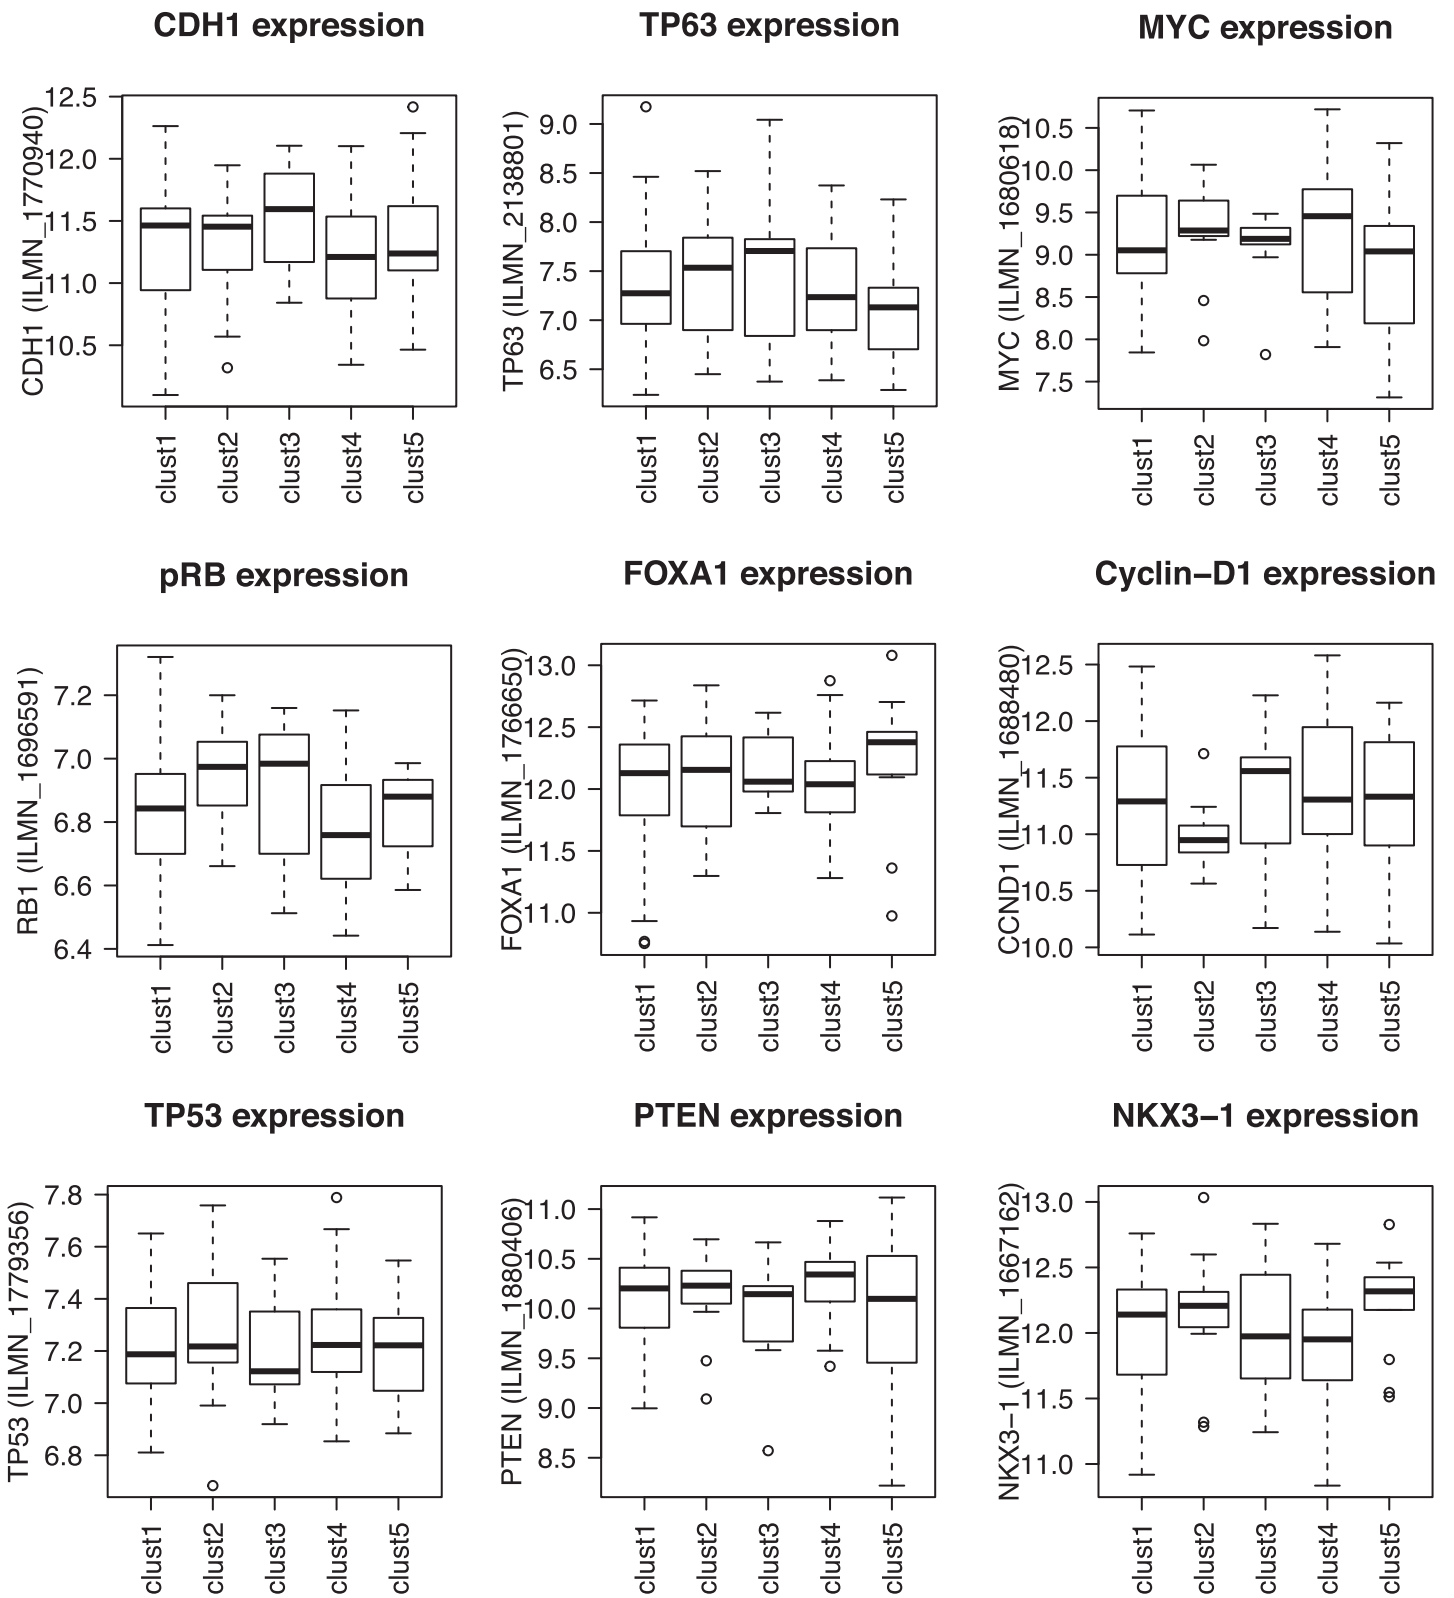 CDH1 expression
CDH1 (ILMN_1770940)
12.5
12.0
11.5
11.0
10.5
clust1
clust2
clust3
clust4
clust5
TP63 expression
TP63 (ILMN_2138801)
9.0
8.5
8.0
7.5
7.0
6.5
clust1
clust2
clust3
clust4
clust5
MYC expression
MYC (ILMN_1680618)
10.5
10.0
9.5
9.0
8.5
8.0
7.5
clust1
clust2
clust3
clust4
clust5
pRB expression
RB1 (ILMN_1696591)
7.2
7.0
6.8
6.6
6.4
clust1
clust2
clust3
clust4
clust5
FOXA1 expression
FOXA1 (ILMN_1766650)
13.0
12.5
12.0
11.5
11.0
clust1
clust2
clust3
clust4
clust5
Cyclin−D1 expression
CCND1 (ILMN_1688480)
12.5
12.0
11.5
11.0
10.5
10.0
clust1
clust2
clust3
clust4
clust5
TP53 expression
TP53 (ILMN_1779356)
7.8
7.6
7.4
7.2
7.0
6.8
clust1
clust2
clust3
clust4
clust5
PTEN expression
PTEN (ILMN_1880406)
11.0
10.5
10.0
9.5
9.0
8.5
clust1
clust2
clust3
clust4
clust5
NKX3−1 expression
NKX3−1 (ILMN_1667162)
13.0
12.5
12.0
11.5
11.0
clust1
clust2
clust3
clust4
clust5